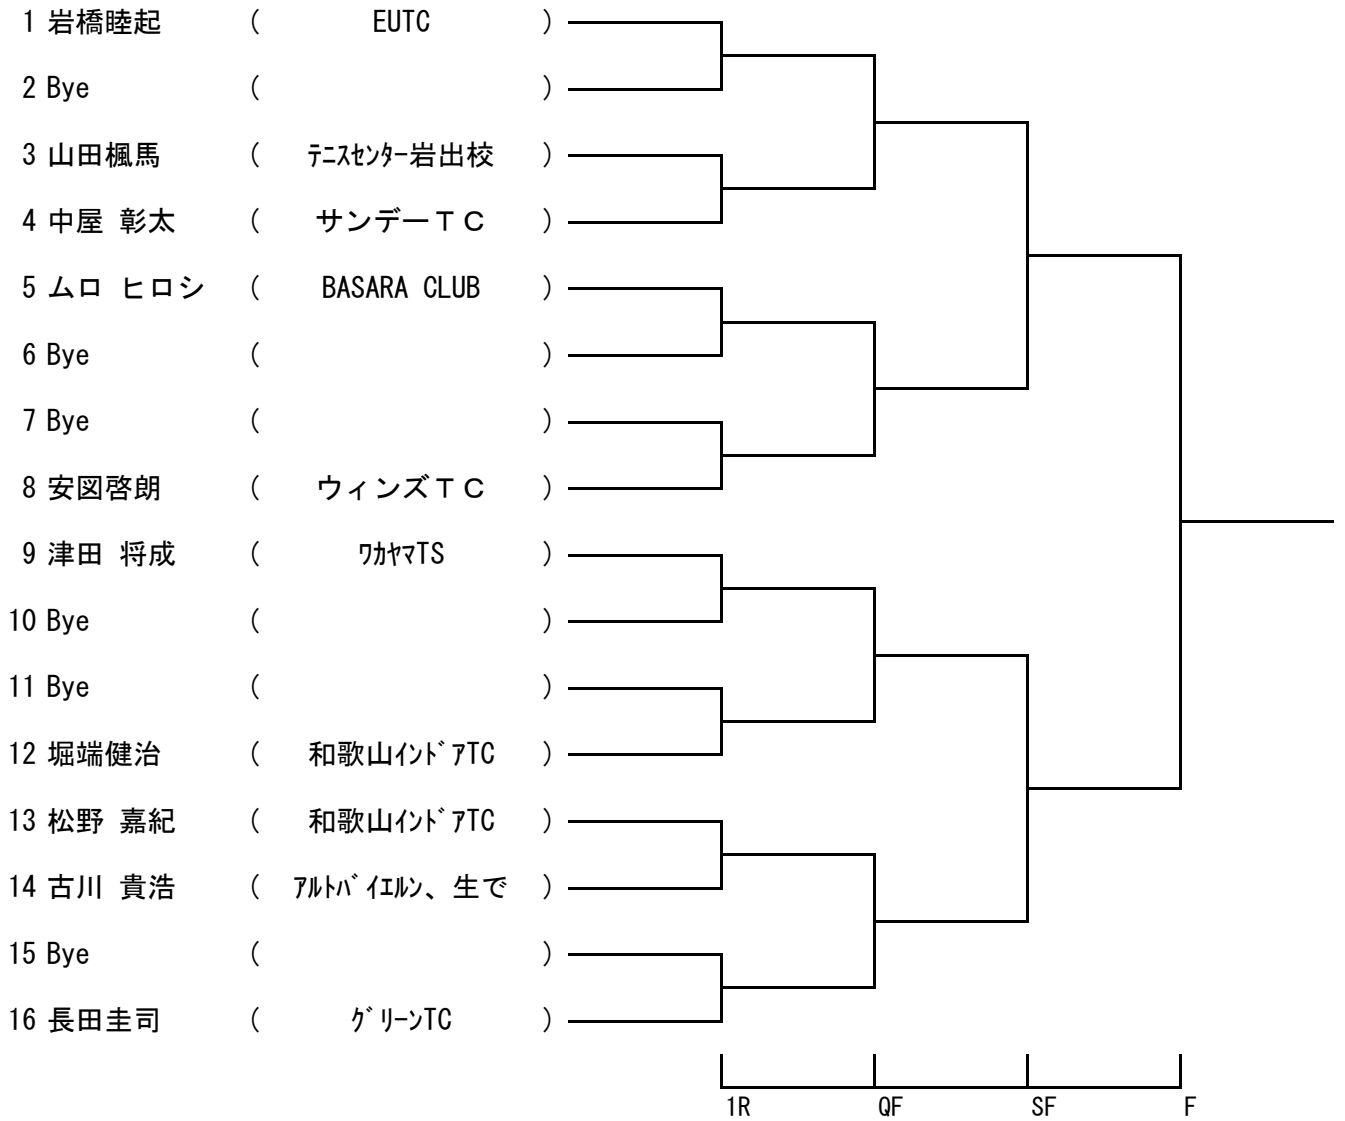 1 岩橋睦起 ( EUTC )
2 Bye ( )
3 山田楓馬 ( ﾃﾆｽｾﾝﾀｰ岩出校 )
4 中屋 彰太 ( サンデーＴＣ )
5 ムロ ヒロシ ( BASARA CLUB )
6 Bye ( )
7 Bye ( )
8 安図啓朗 ( ウィンズＴＣ )
9 津田 将成 ( ﾜｶﾔﾏTS )
10 Bye ( )
11 Bye ( )
12 堀端健治 ( 和歌山ｲﾝﾄﾞｱTC )
13 松野 嘉紀 ( 和歌山ｲﾝﾄﾞｱTC )
14 古川 貴浩 ( ｱﾙﾄﾊﾞｲｴﾙﾝ、生で )
15 Bye ( )
16 長田圭司 ( ｸﾞﾘｰﾝTC )
1R QF SF F